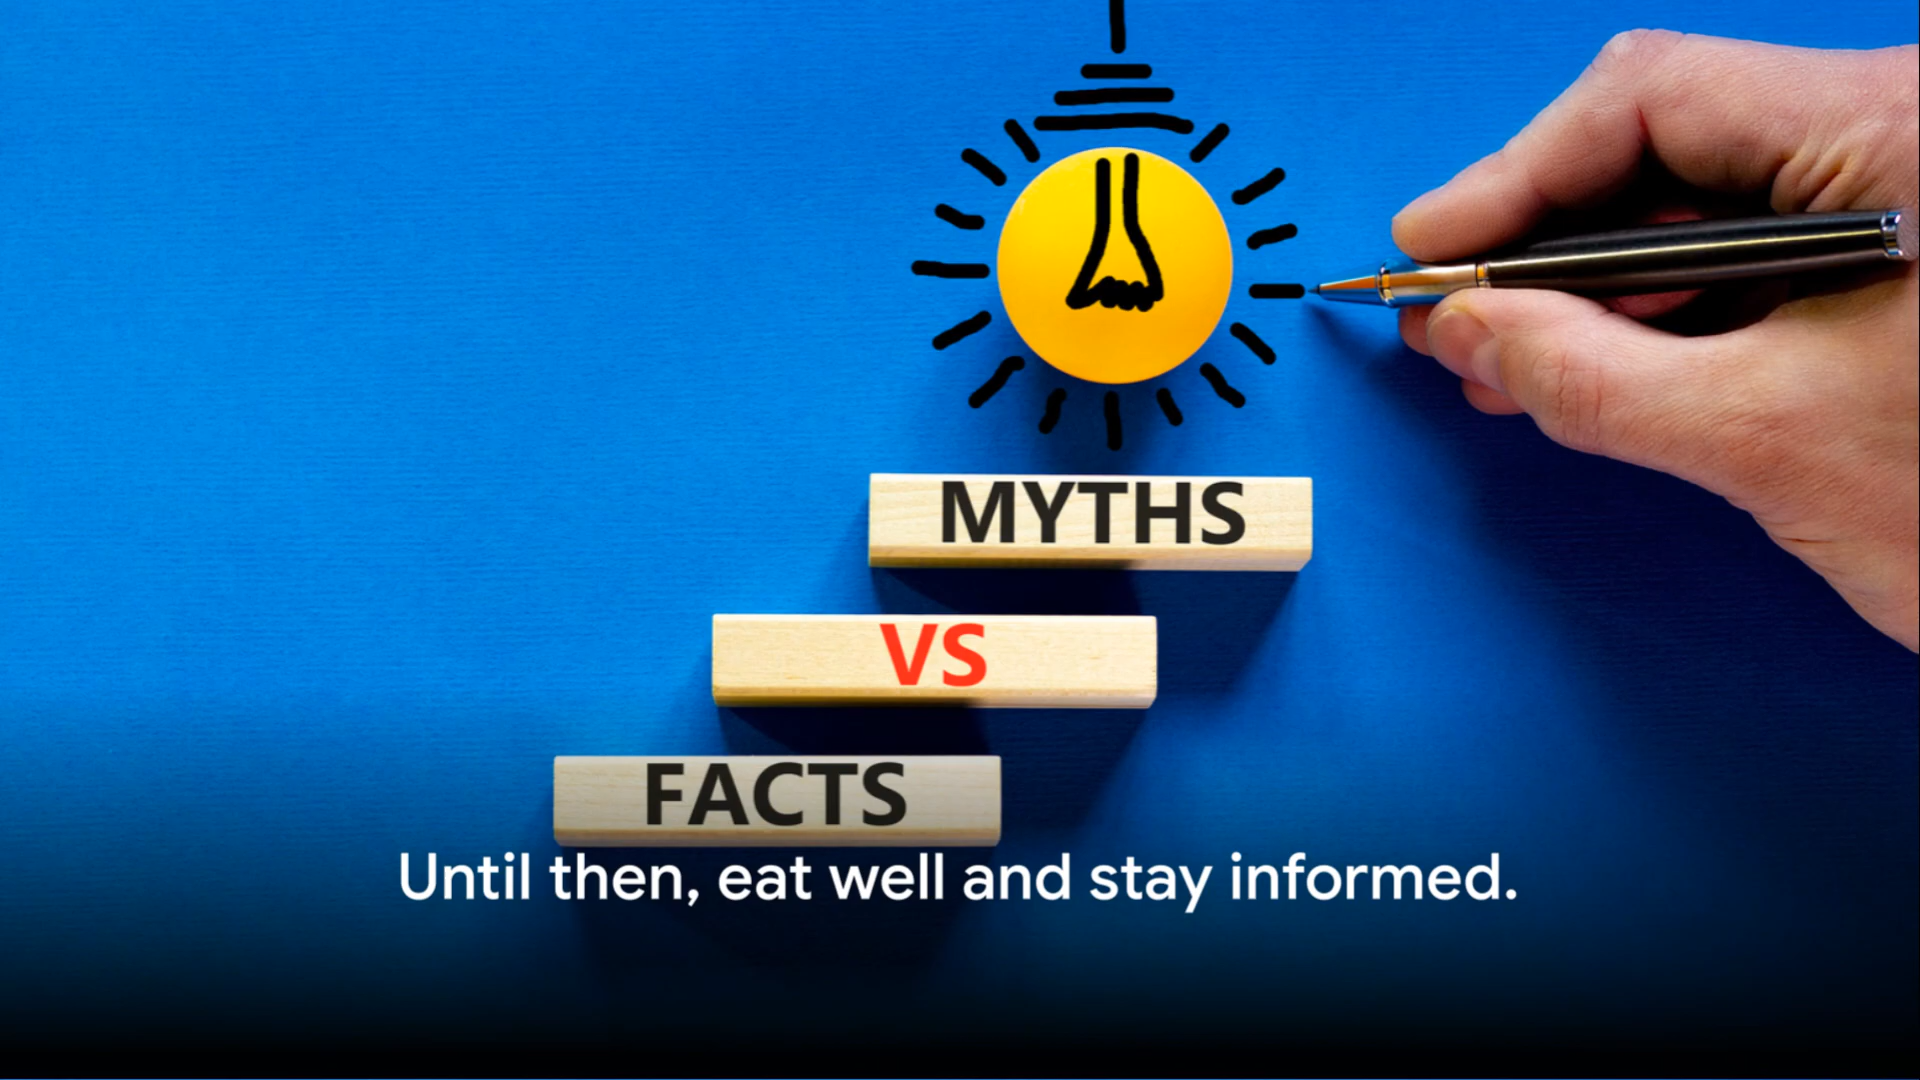 MYTHS
VS
FACTS
Until then, eat well and stay informed.